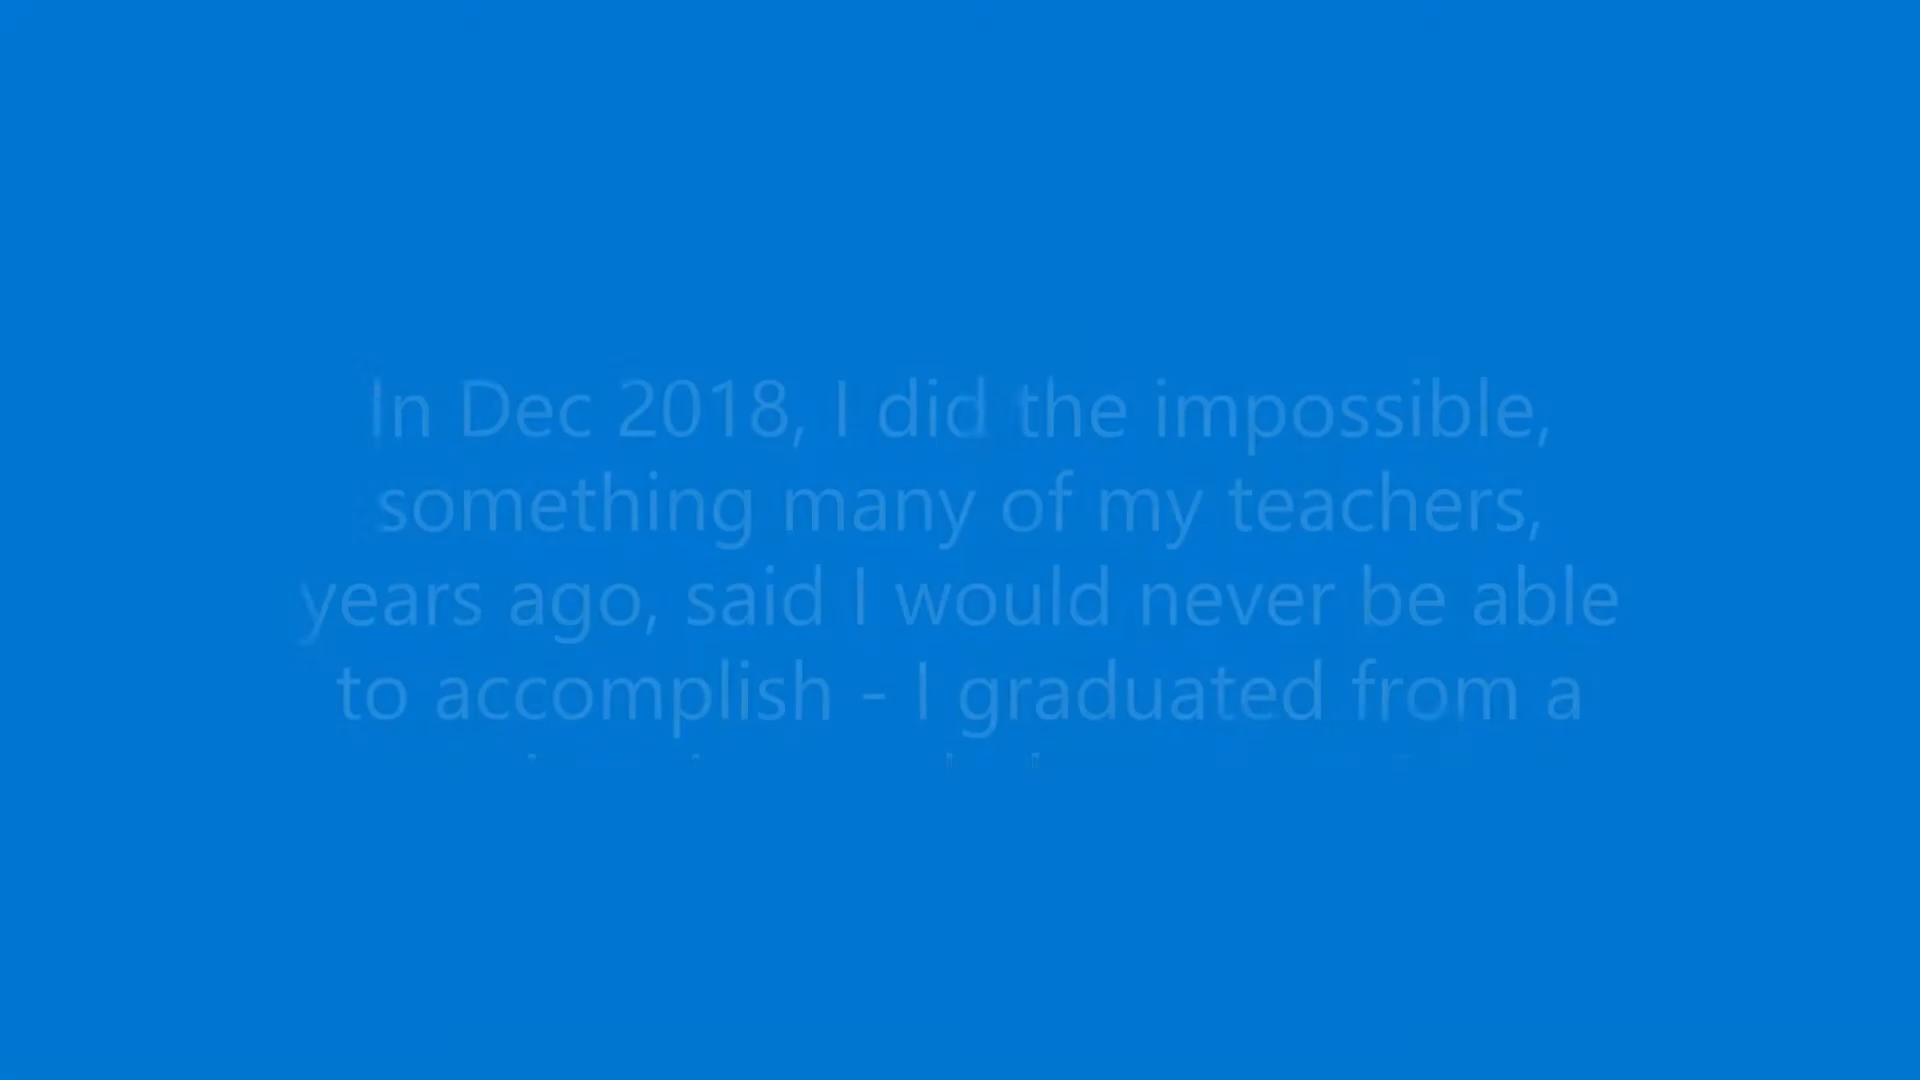 In Dec 2018, I did the impossible,
something many of my teachers,
years ago, said I would never be able
to accomplish - I graduated from a